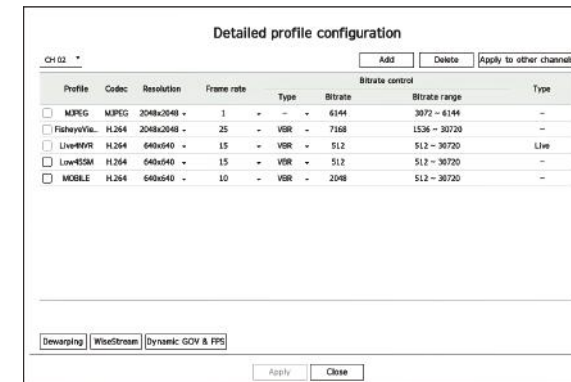 Detailed profile configuration
CH 02
Add Delete Apply to other channels
Bitrate control
Profile Codec Resolution Frame rate Type Bitrate Bitrate range Type
MJPEG MJPEG 2048x2048 1 - 6144 3072 ~ 6144 -
FisheyeVie... H.264 2048x2048 25 VBR 7168 1536 ~ 30720 -
Live4NVR H.264 640x640 15 VBR 512 512 ~ 30720 Live
Low4SSM H.264 640x640 15 VBR 512 512 ~ 30720 -
MOBILE H.264 640x640 10 VBR 2048 512 ~ 30720 -
Dewarping WiseStream Dynamic GOV & FPS
Apply Close